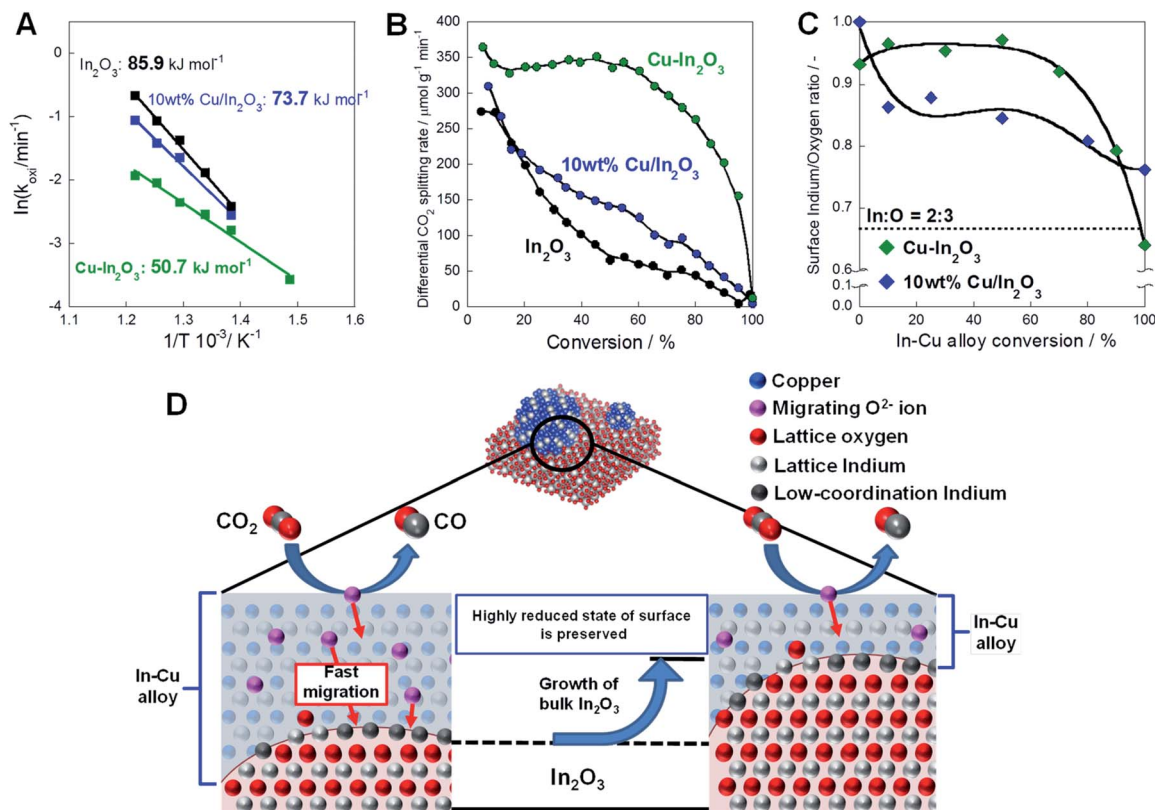 A
ln(k_oxi/min⁻¹)
0
-1
-2
-3
-4
In₂O₃: 85.9 kJ mol⁻¹
10wt% Cu/In₂O₃: 73.7 kJ mol⁻¹
Cu-In₂O₃: 50.7 kJ mol⁻¹
1.1 1.2 1.3 1.4 1.5 1.6
1/T 10⁻³/ K⁻¹
B
Differential CO₂ splitting rate / μmol g⁻¹ min⁻¹
400
350
300
250
200
150
100
50
0
Cu-In₂O₃
10wt% Cu/In₂O₃
In₂O₃
0 20 40 60 80 100
Conversion / %
C
Surface Indium/Oxygen ratio / -
1.0
0.9
0.8
0.7
0.6
0.1
0.0
In:O = 2:3
Cu-In₂O₃
10wt% Cu/In₂O₃
0 20 40 60 80 100
In-Cu alloy conversion / %
D
Copper
Migrating O²⁻ ion
Lattice oxygen
Lattice Indium
Low-coordination Indium
CO₂
CO
In-Cu
alloy
Fast
migration
Highly reduced state of surface
is preserved
Growth of
bulk In₂O₃
In₂O₃
In-Cu
alloy